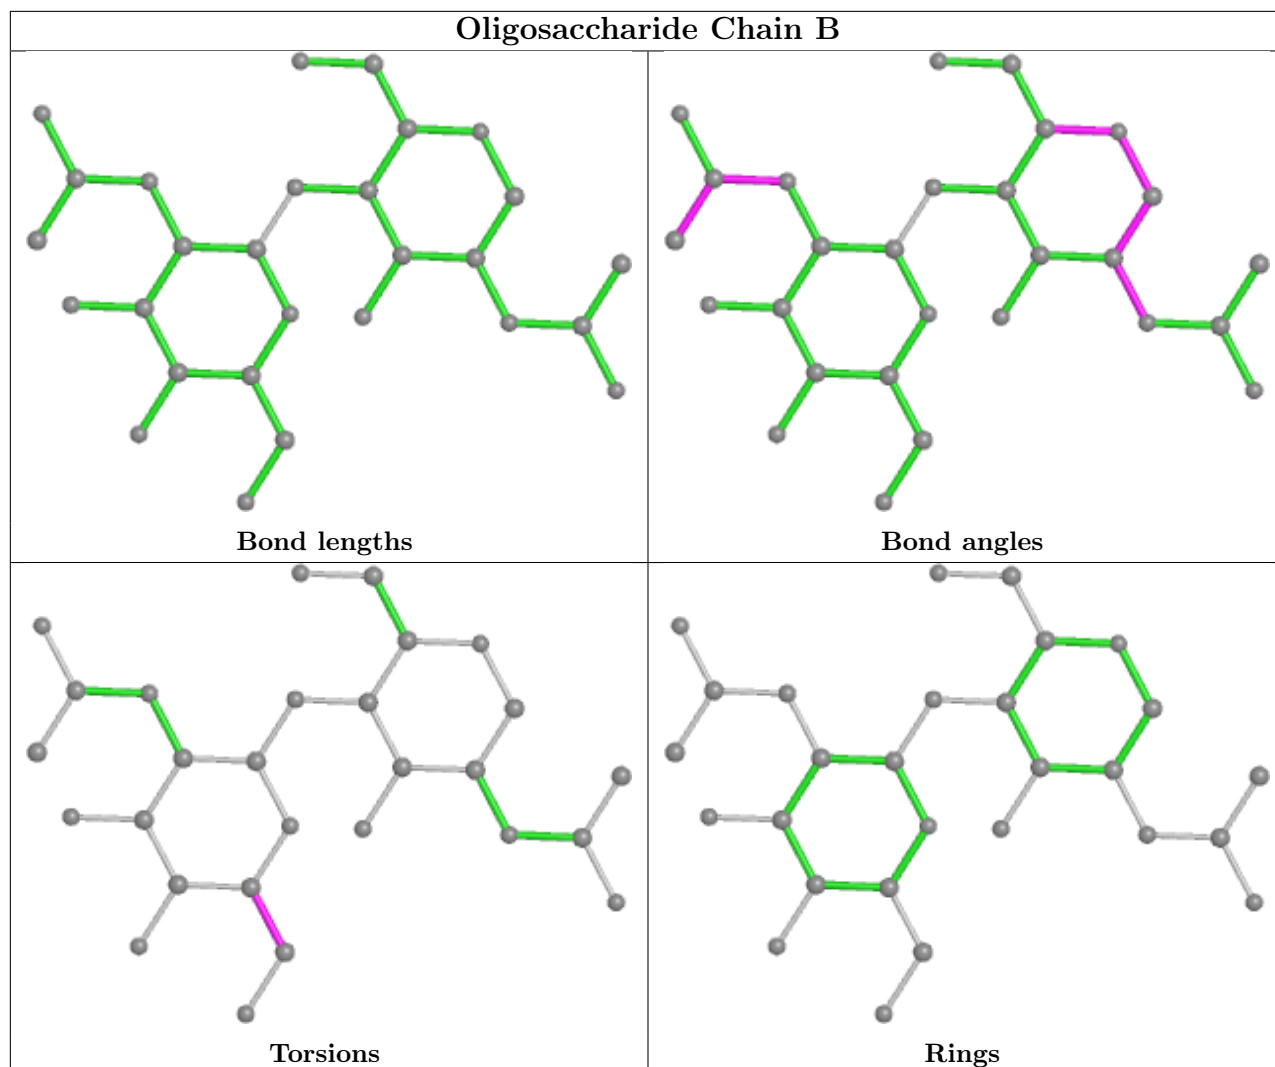 Oligosaccharide Chain B
Bond lengths
Bond angles
Torsions
Rings